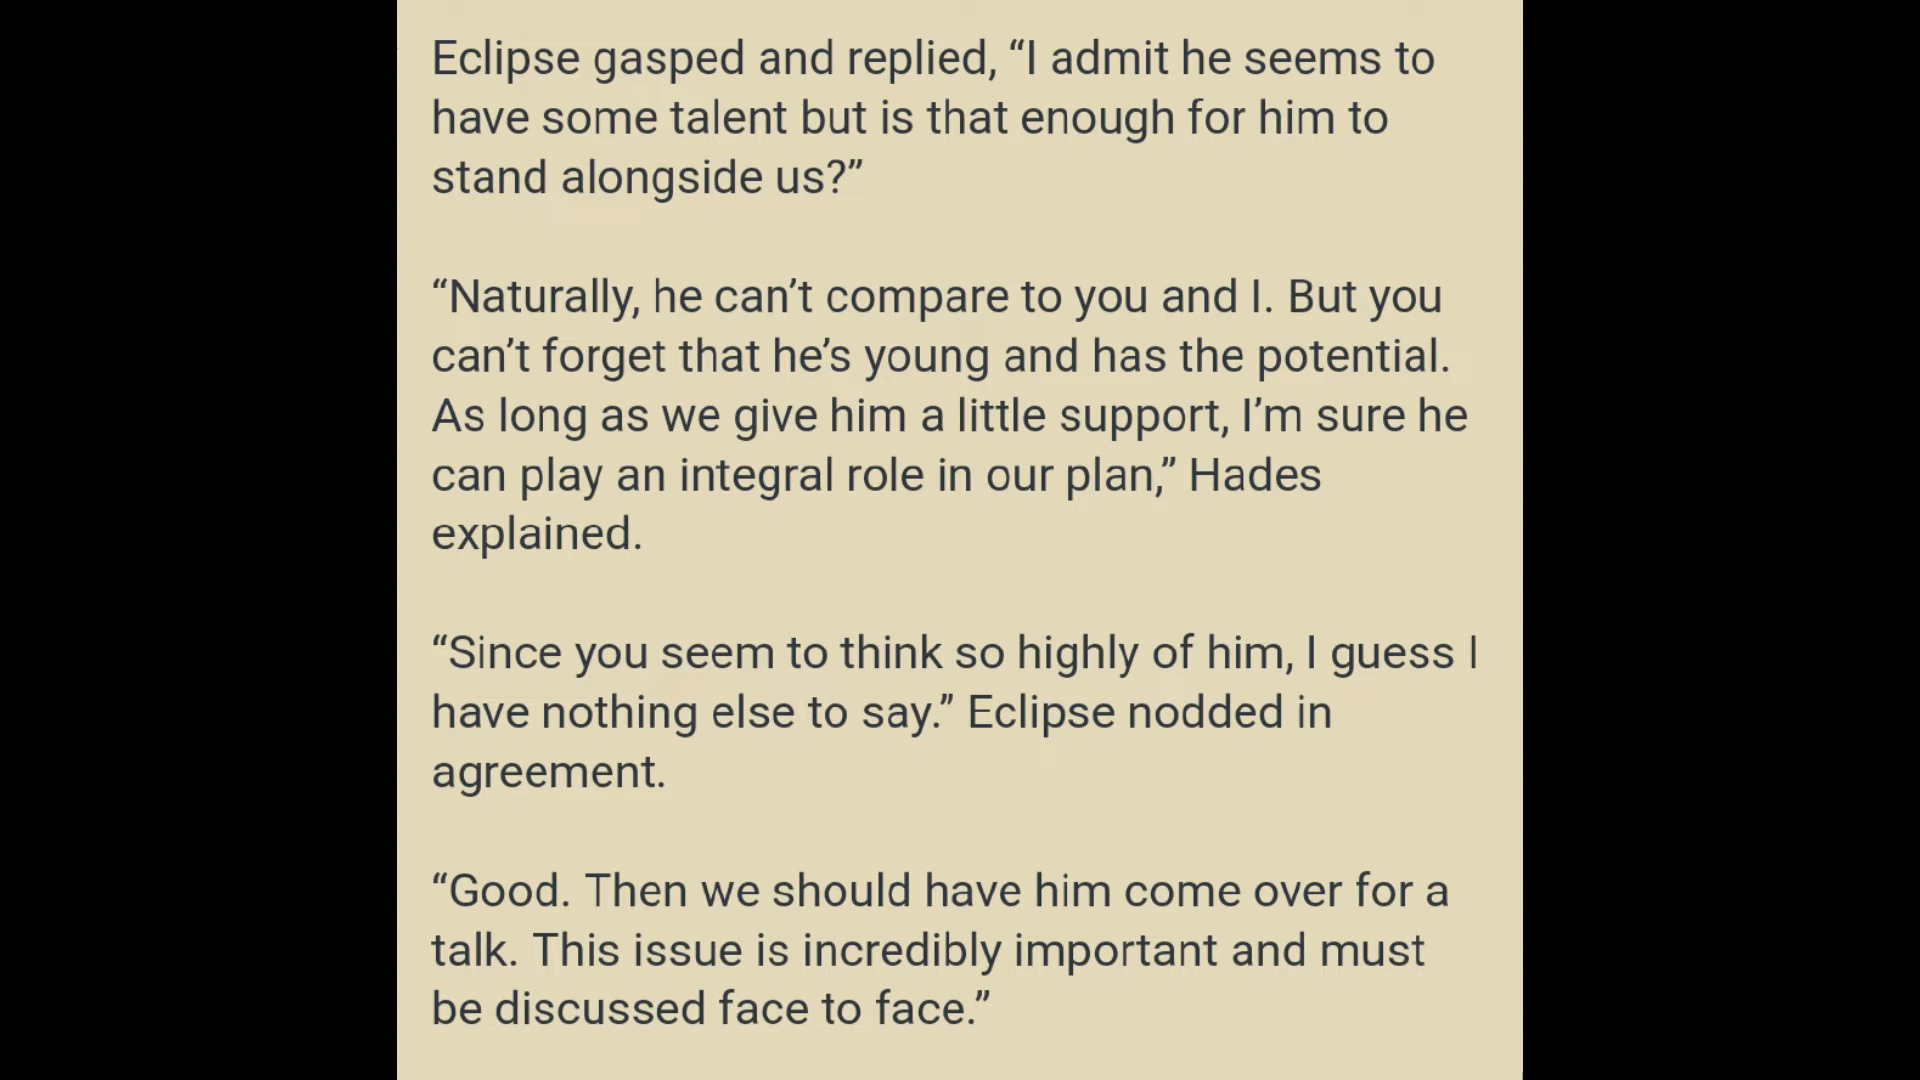 Eclipse gasped and replied, “I admit he seems to
have some talent but is that enough for him to
stand alongside us?”
“Naturally, he can’t compare to you and I. But you
can’t forget that he’s young and has the potential.
As long as we give him a little support, I’m sure he
can play an integral role in our plan,” Hades
explained.
“Since you seem to think so highly of him, I guess I
have nothing else to say.” Eclipse nodded in
agreement.
“Good. Then we should have him come over for a
talk. This issue is incredibly important and must
be discussed face to face.”